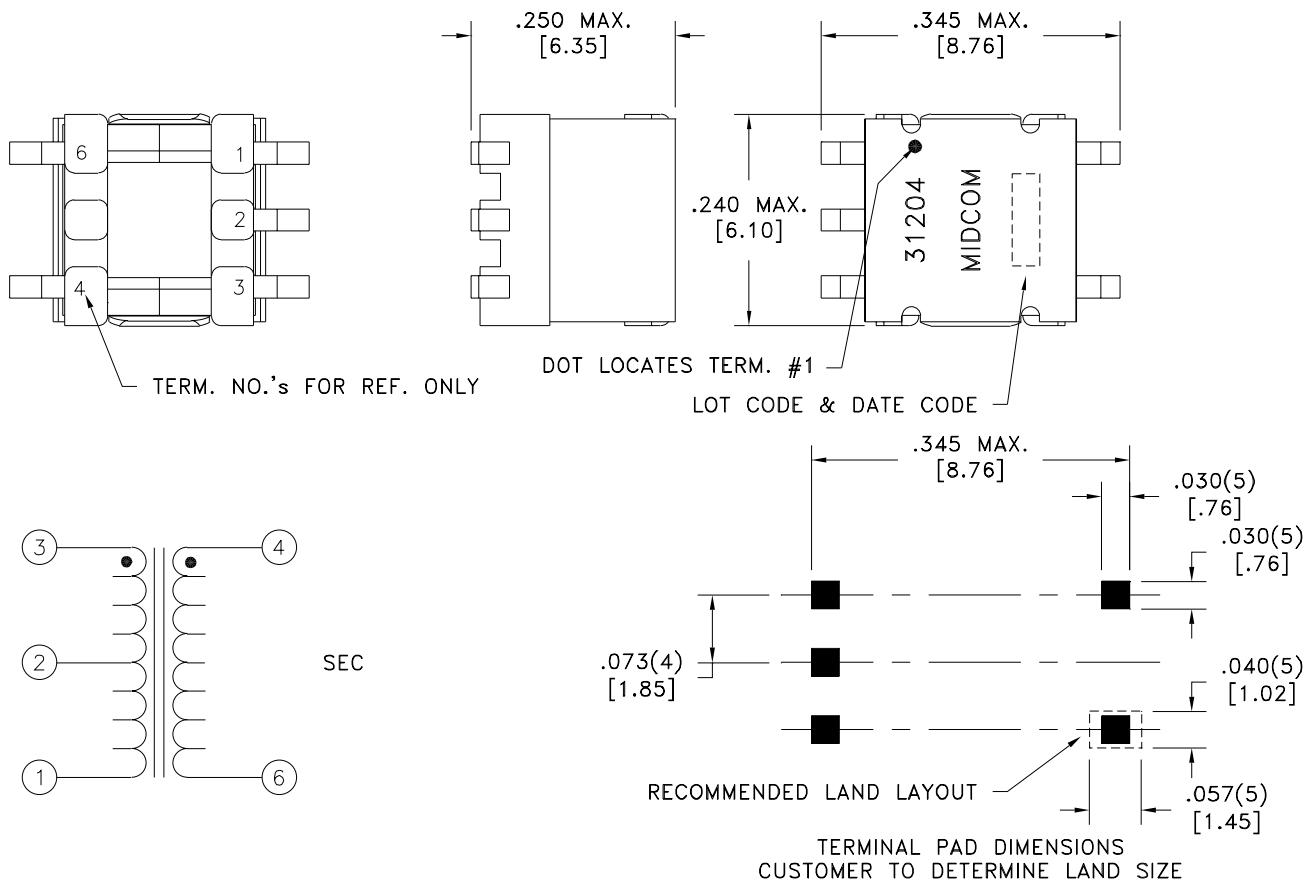 .250 MAX.
[6.35]
.345 MAX.
[8.76]
6
1
2
4
3
.240 MAX.
[6.10]
31204
MIDCOM
TERM. NO.'s FOR REF. ONLY
DOT LOCATES TERM. #1
LOT CODE & DATE CODE
3
4
2
SEC
1
6
.345 MAX.
[8.76]
.030(5)
[.76]
.030(5)
[.76]
.073(4)
[1.85]
.040(5)
[1.02]
RECOMMENDED LAND LAYOUT
.057(5)
[1.45]
TERMINAL PAD DIMENSIONS
CUSTOMER TO DETERMINE LAND SIZE